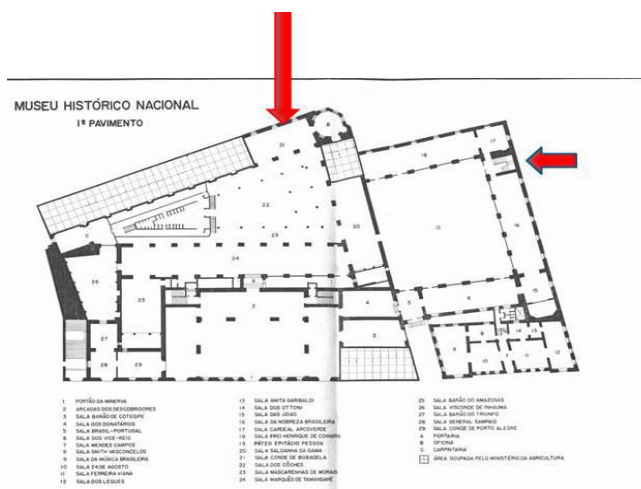 MUSEU HISTÓRICO NACIONAL
1º PAVIMENTO
1 PORTÃO DA MINERVA
2 ARCADAS DOS DESCOBRIDORES
3 SALA BARÃO DE COTEGIPE
4 SALA DOS DONATÁRIOS
5 SALA BRASIL-PORTUGAL
6 SALA DOS VICE-REIS
7 SALA MENDES CAMPOS
8 SALA SMITH VASCONCELOS
9 SALA DA MÚSICA BRASILEIRA
10 SALA 24 DE AGOSTO
11 SALA FERREIRA VIANA
12 SALA DOS LEQUES
13 SALA ANITA GARIBALDI
14 SALA DOS OTTONI
15 SALA DAS JOIAS
16 SALA DA NOBREZA BRASILEIRA
17 SALA CARDEAL ARCOVERDE
18 SALA FREI HENRIQUE DE COIMBRA
19 PÁTEO EPITÁCIO PESSOA
20 SALA SALDANHA DA GAMA
21 SALA CONDE DE BOBADELA
22 SALA DOS CÔCHES
23 SALA MASCARENHAS DE MORAIS
24 SALA MARQUÊS DE TAMANDARÉ
25 SALA BARÃO DO AMAZONAS
26 SALA VISCONDE DE INHAUMA
27 SALA BARÃO DO TRIUNFO
28 SALA GENERAL SAMPAIO
29 SALA CONDE DE PORTO ALEGRE
A PORTARIA
B OFICINA
C CARPINTARIA
ÁREA OCUPADA PELO MINISTÉRIO DA AGRICULTURA